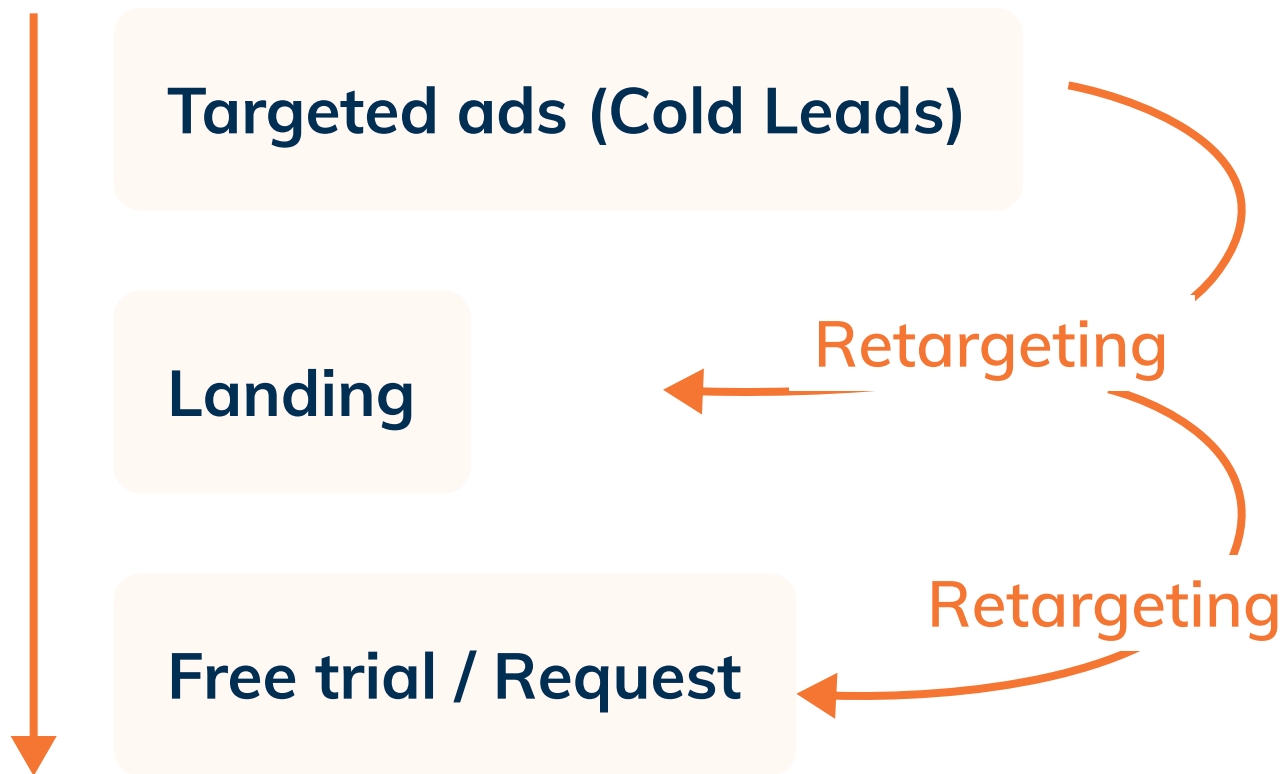 Targeted ads (Cold Leads)
Retargeting
Landing
Retargeting
Free trial / Request